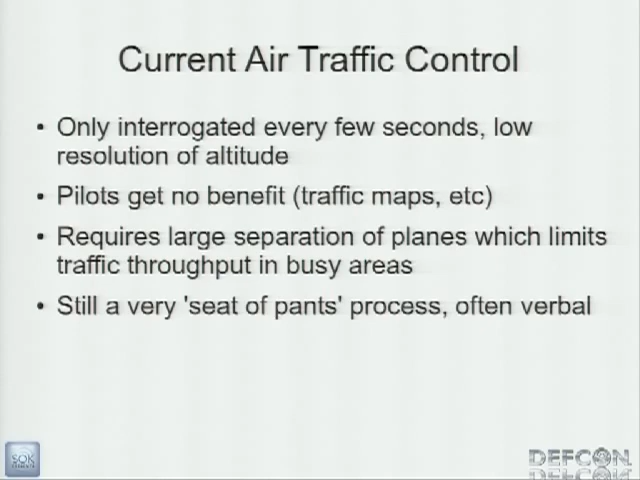 Current Air Traffic Control
• Only interrogated every few seconds, low
resolution of altitude
• Pilots get no benefit (traffic maps, etc)
• Requires large separation of planes which limits
traffic throughput in busy areas
• Still a very 'seat of pants' process, often verbal
SOK
DEFCON